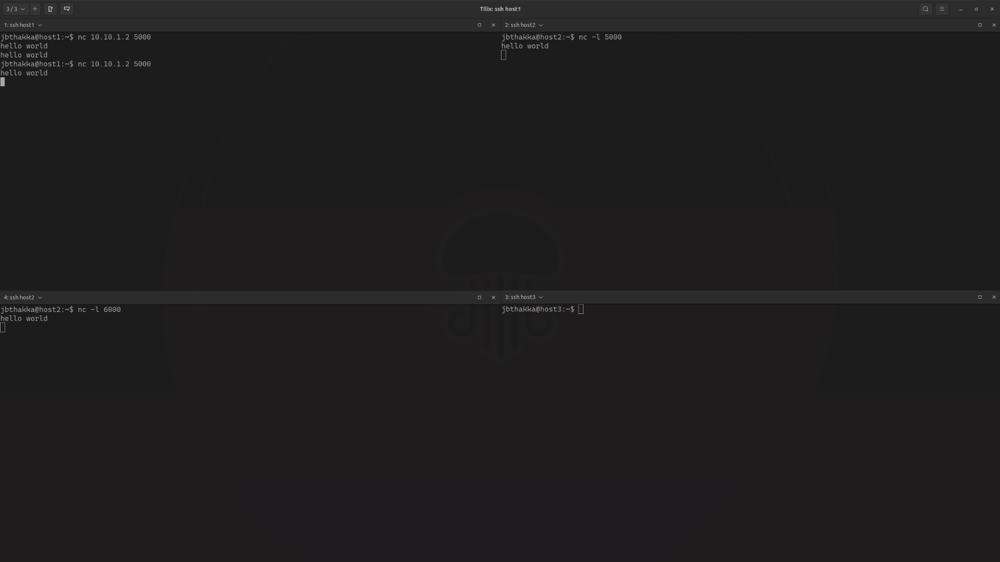 3 / 3
Tilix: ssh host1
1: ssh host1
jbthakka@host1:~$ nc 10.10.1.2 5000
hello world
hello world
jbthakka@host1:~$ nc 10.10.1.2 5000
hello world
2: ssh host2
jbthakka@host2:~$ nc -l 5000
hello world
4: ssh host2
jbthakka@host2:~$ nc -l 6000
hello world
3: ssh host3
jbthakka@host3:~$